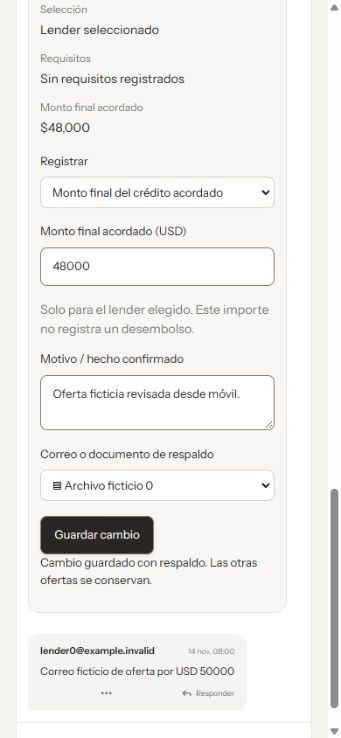 Selección
Lender seleccionado
Requisitos
Sin requisitos registrados
Monto final acordado
$48,000
Registrar
Monto final del crédito acordado
Monto final acordado (USD)
48000
Solo para el lender elegido. Este importe
no registra un desembolso.
Motivo / hecho confirmado
Oferta ficticia revisada desde móvil.
Correo o documento de respaldo
Archivo ficticio 0
Guardar cambio
Cambio guardado con respaldo. Las otras
ofertas se conservan.
lender0@example.invalid 14 nov, 08:00
Correo ficticio de oferta por USD 50000
Responder